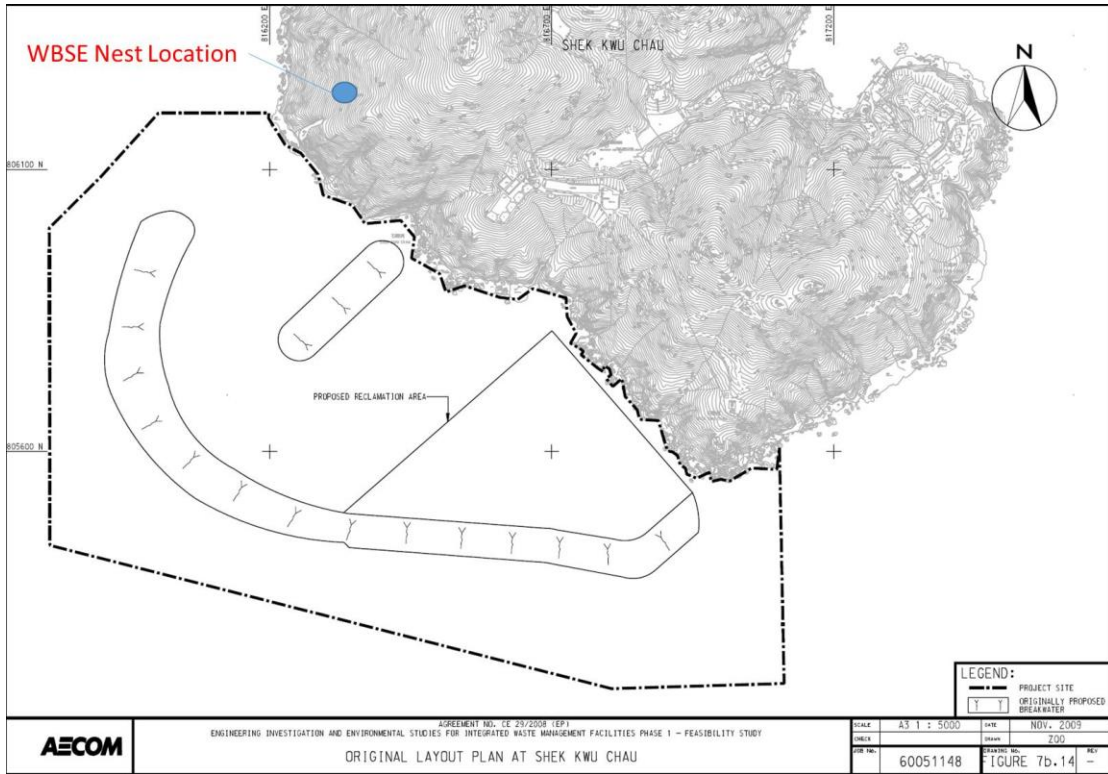 816200 E
816700 E
817200 E
SHEK KWU CHAU
WBSE Nest Location
N
806100 N
PROPOSED RECLAMATION AREA
805600 N
LEGEND:
PROJECT SITE
ORIGINALLY PROPOSED
BREAKWATER
AECOM
AGREEMENT NO. CE 29/2008 (EP)
ENGINEERING INVESTIGATION AND ENVIRONMENTAL STUDIES FOR INTEGRATED WASTE MANAGEMENT FACILITIES PHASE 1 - FEASIBILITY STUDY
ORIGINAL LAYOUT PLAN AT SHEK KWU CHAU
SCALE A3 1 : 5000 DATE NOV. 2009
CHECK DRAWN ZOO
JOB No. 60051148 DRAWING No. FIGURE 7b.14 REV -